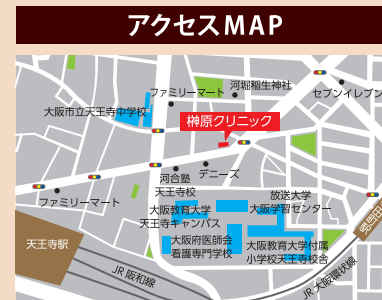 アクセスMAP
河堀稲生神社
ファミリーマート
セブンイレブン
大阪市立天王寺中学校
榊原クリニック
河合塾
天王寺校
デニーズ
ファミリーマート
放送大学
大阪学習センター
大阪教育大学
天王寺キャンパス
大阪府医師会
看護専門学校
大阪教育大学付属
小学校天王寺校舎
天王寺駅
JR 阪和線
JR 大阪環状線